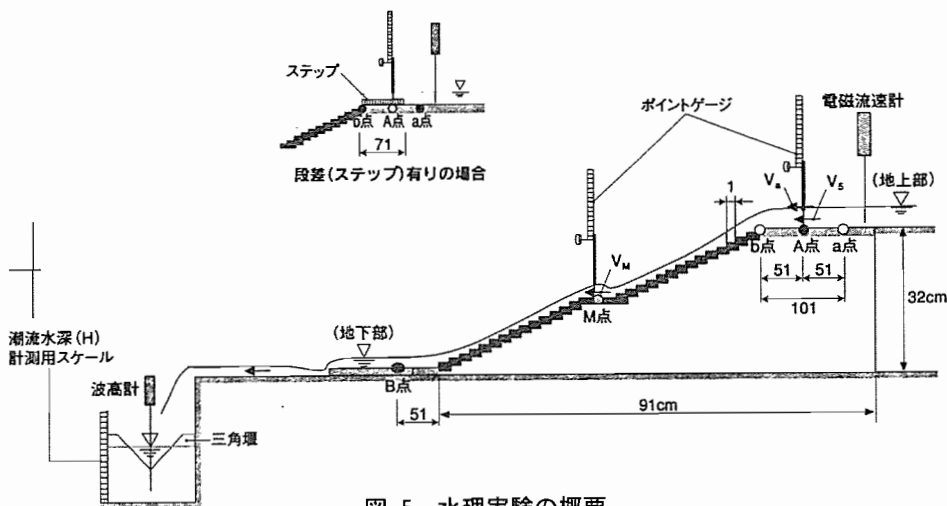 ステップ
b点 A点 a点
71
段差(ステップ)有りの場合
ポイントゲージ
電磁流速計
Va
V5
(地上部)
1
b点 A点 a点
51 51
101
32cm
VM
M点
潮流水深(H)
計測用スケール
(地下部)
波高計
B点
51
91cm
三角堰
図 5 水理実験の概要